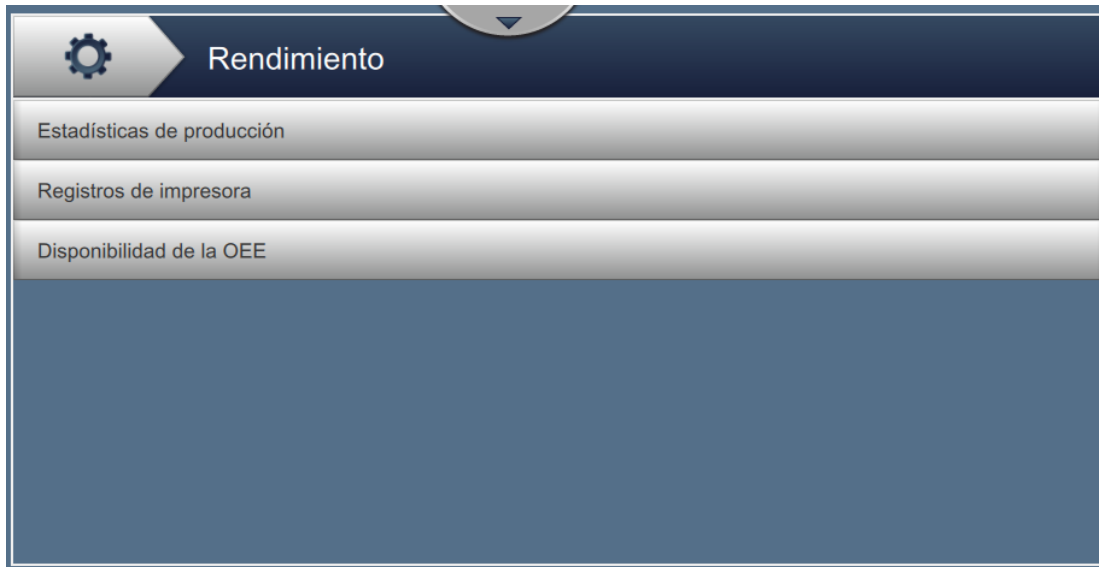 Rendimiento
Estadísticas de producción
Registros de impresora
Disponibilidad de la OEE